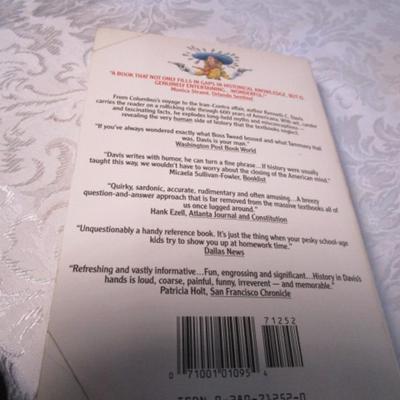 "A BOOK THAT NOT ONLY FILLS IN GAPS IN HISTORICAL KNOWLEDGE, BUT IS
GENUINELY ENTERTAINING... WONDERFUL!"
Orlando Sentinel
From Columbus's voyage to the Iran-Contra affair, author Kenneth C. Davis
carries the reader on a rollicking ride through 600 years of Americana. With wit, candor
and fascinating facts, he explodes long-held myths and misconceptions—
revealing the very human side of history that the textbooks neglect.
"If you've always wondered exactly what Boss Tweed bossed and what Tammany that
was, Davis is your man."
Washington Post Book World
"Davis writes with humor, he can turn a fine phrase...If history were usually
taught this way, we wouldn't have to worry about the closing of the American mind."
Micaela Sullivan-Fowler, Booklist
"Quirky, sardonic, accurate, rudimentary and often amusing...A breezy
question-and-answer approach that is far removed from the massive textbooks all of
us once lugged around."
Hank Ezell, Atlanta Journal and Constitution
"Unquestionably a handy reference book. It's just the thing when your pesky school-age
kids try to show you up at homework time."
Dallas News
"Refreshing and vastly informative...Fun, engrossing and significant...History in Davis's
hands is loud, coarse, painful, funny, irreverent — and memorable."
Patricia Holt, San Francisco Chronicle
71252
0 71001 01095 4
ISBN 0-380-71252-0